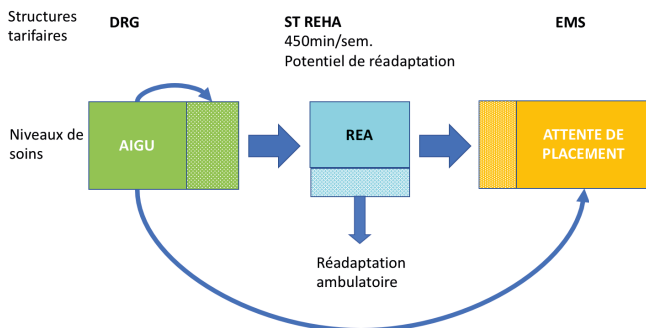 Structures
tarifaires
DRG
ST REHA
450min/sem.
Potentiel de réadaptation
EMS
Niveaux de
soins
AIGU
REA
ATTENTE DE
PLACEMENT
Réadaptation
ambulatoire